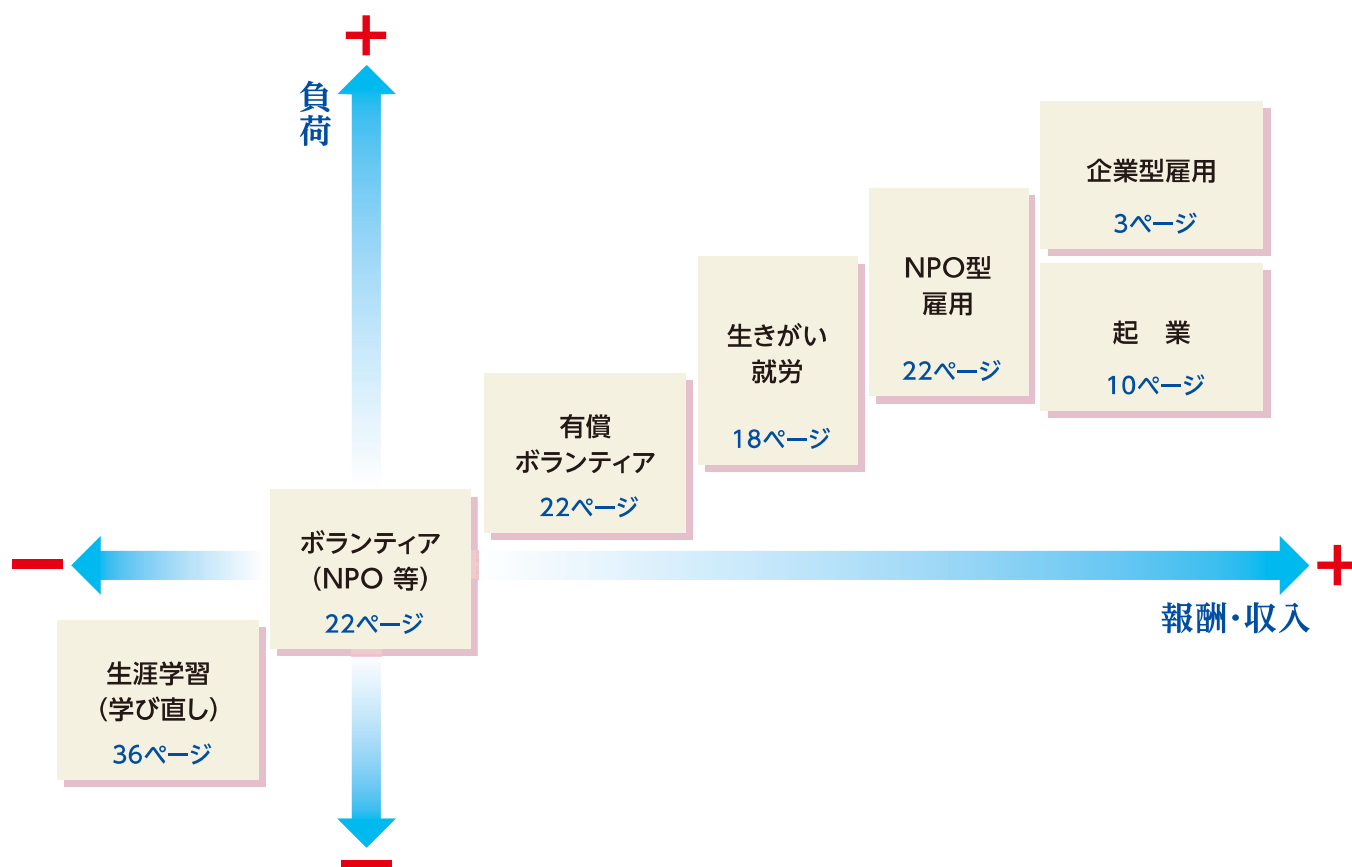 ＋
負荷
企業型雇用
3ページ
NPO型
雇用
22ページ
起　業
10ページ
生きがい
就労
18ページ
有償
ボランティア
22ページ
ボランティア
（NPO 等）
22ページ
生涯学習
（学び直し）
36ページ
－
＋
報酬・収入
－